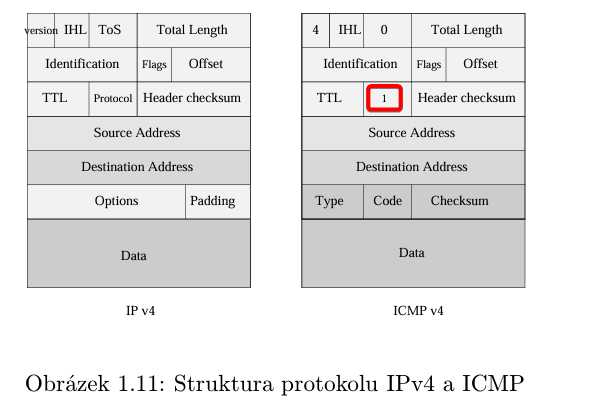 version IHL ToS Total Length
Identification Flags Offset
TTL Protocol Header checksum
Source Address
Destination Address
Options Padding
Data
IP v4
4 IHL 0 Total Length
Identification Flags Offset
TTL 1 Header checksum
Source Address
Destination Address
Type Code Checksum
Data
ICMP v4
Obrázek 1.11: Struktura protokolu IPv4 a ICMP